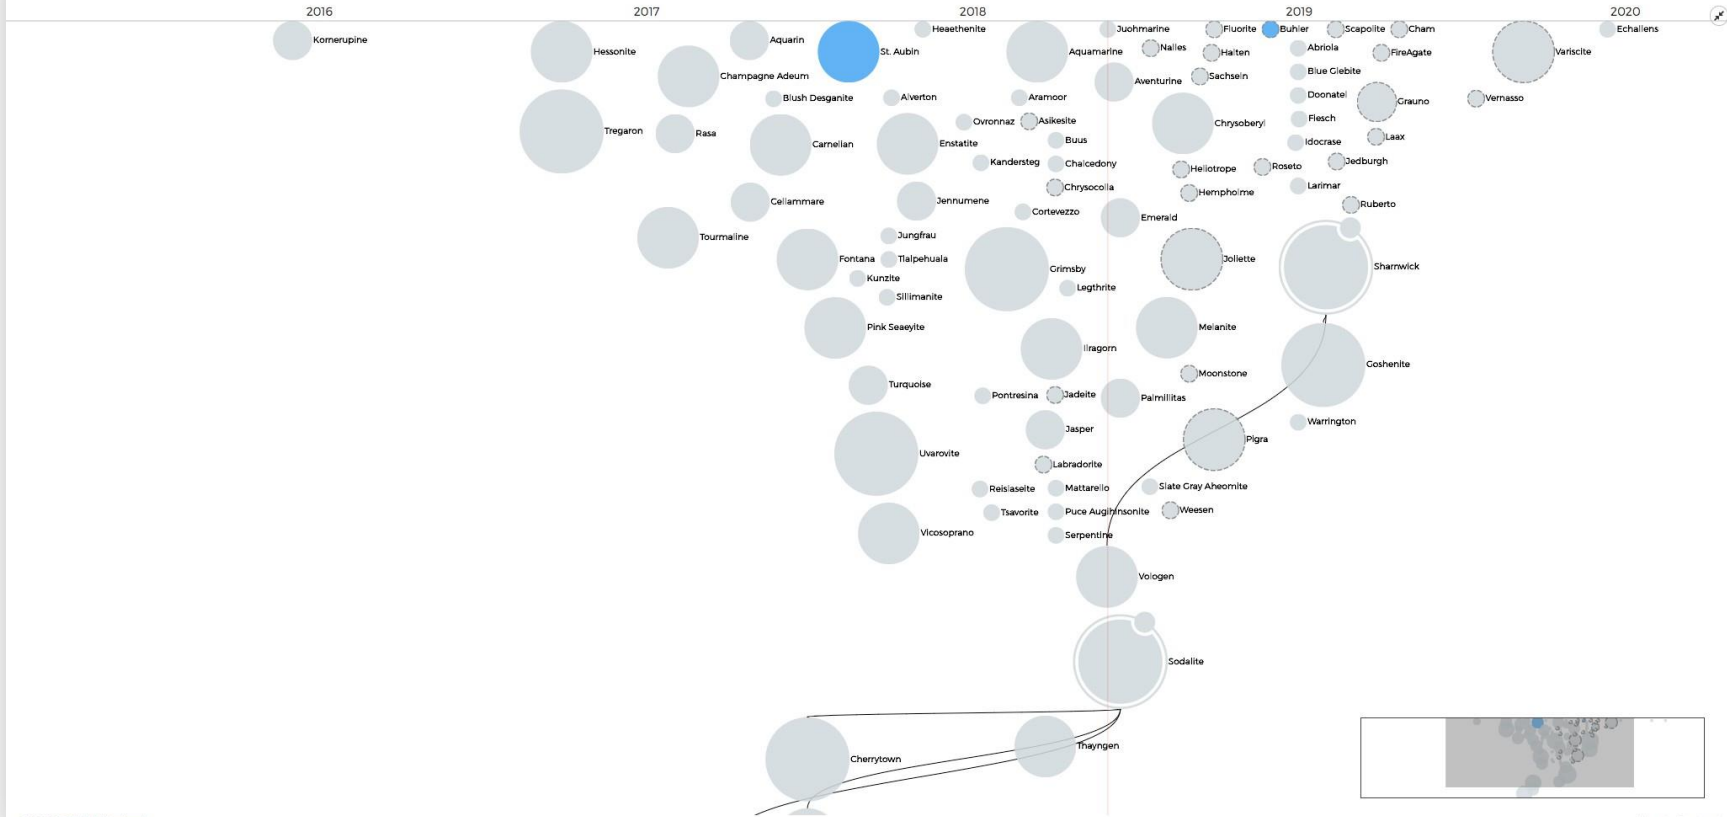 2016 2017 2018 2019 2020
Kornerupine
Hessonite
Tregaron
Champagne Adeum
Rasa
Tourmaline
Aquarin
Blush Desganite
Carnelian
Cellammare
Fontana
Kunzite
Pink Seaeyite
Turquoise
Uvarovite
Vicosoprano
St. Aubin
Alverton
Enstatite
Jennumene
Jungfrau
Tlalpehuala
Sillimanite
Heaethenite
Ovronnaz
Kandersteg
Aquamarine
Aramoor
Asikesite
Buus
Chalcedony
Chrysocolla
Cortevezzo
Grimsby
Legthrite
Ilragorn
Pontresina
Jadeite
Jasper
Labradorite
Reislaseite
Mattarello
Tsavorite
Puce Augihinsonite
Serpentine
Juohmarine
Nalles
Aventurine
Emerald
Palmillitas
Slate Gray Aheomite
Weesen
Vologen
Sodalite
Cherrytown
Thayngen
Fluorite
Halten
Sachseln
Chrysoberyl
Heliotrope
Hempholme
Joliette
Melanite
Moonstone
Pigra
Buhler
Abriola
Blue Glebite
Doonatel
Flesch
Idocrase
Roseto
Larimar
Scapolite
Cham
FireAgate
Grauno
Laax
Jedburgh
Ruberto
Sharnwick
Goshenite
Warrington
Variscite
Vernasso
Echallens